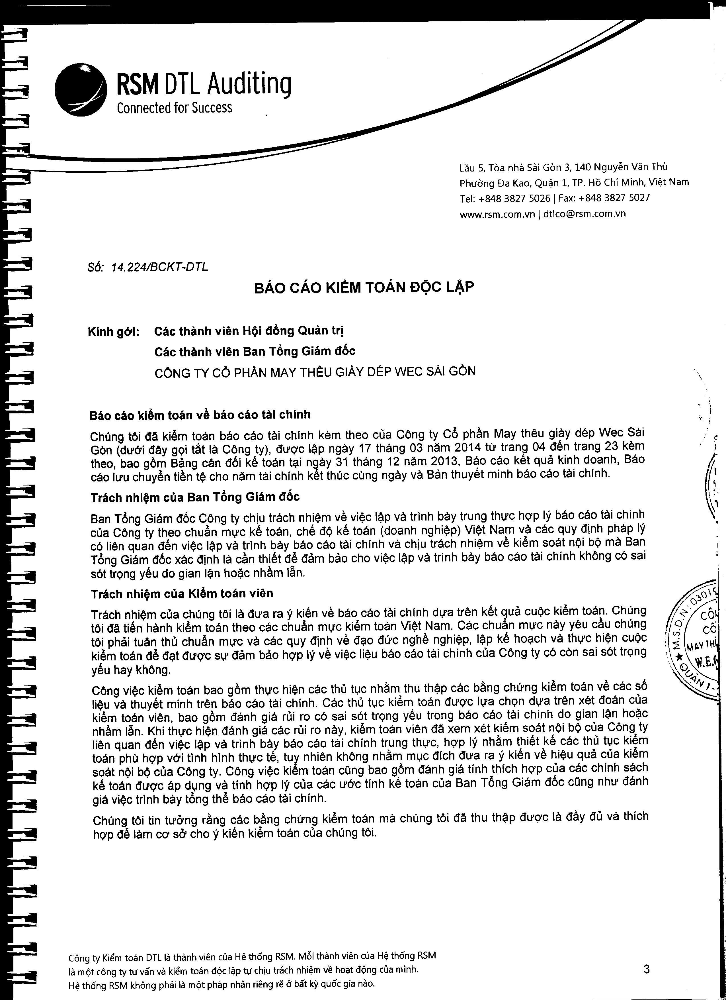 RSM DTL Auditing
Connected for Success
Lầu 5, Tòa nhà Sài Gòn 3, 140 Nguyễn Văn Thủ
Phường Đa Kao, Quận 1, TP. Hồ Chí Minh, Việt Nam
Tel: +848 3827 5026 | Fax: +848 3827 5027
www.rsm.com.vn | dtlco@rsm.com.vn
Số: 14.224/BCKT-DTL
BÁO CÁO KIỂM TOÁN ĐỘC LẬP
Kính gởi: Các thành viên Hội đồng Quản trị
Các thành viên Ban Tổng Giám đốc
CÔNG TY CỔ PHẦN MAY THÊU GIÀY DÉP WEC SÀI GÒN
Báo cáo kiểm toán về báo cáo tài chính
Chúng tôi đã kiểm toán báo cáo tài chính kèm theo của Công ty Cổ phần May thêu giày dép Wec Sài
Gòn (dưới đây gọi tắt là Công ty), được lập ngày 17 tháng 03 năm 2014 từ trang 04 đến trang 23 kèm
theo, bao gồm Bảng cân đối kế toán tại ngày 31 tháng 12 năm 2013, Báo cáo kết quả kinh doanh, Báo
cáo lưu chuyển tiền tệ cho năm tài chính kết thúc cùng ngày và Bản thuyết minh báo cáo tài chính.
Trách nhiệm của Ban Tổng Giám đốc
Ban Tổng Giám đốc Công ty chịu trách nhiệm về việc lập và trình bày trung thực hợp lý báo cáo tài chính
của Công ty theo chuẩn mực kế toán, chế độ kế toán (doanh nghiệp) Việt Nam và các quy định pháp lý
có liên quan đến việc lập và trình bày báo cáo tài chính và chịu trách nhiệm về kiểm soát nội bộ mà Ban
Tổng Giám đốc xác định là cần thiết để đảm bảo cho việc lập và trình bày báo cáo tài chính không có sai
sót trọng yếu do gian lận hoặc nhầm lẫn.
Trách nhiệm của Kiểm toán viên
Trách nhiệm của chúng tôi là đưa ra ý kiến về báo cáo tài chính dựa trên kết quả cuộc kiểm toán. Chúng
tôi đã tiến hành kiểm toán theo các chuẩn mực kiểm toán Việt Nam. Các chuẩn mực này yêu cầu chúng
tôi phải tuân thủ chuẩn mực và các quy định về đạo đức nghề nghiệp, lập kế hoạch và thực hiện cuộc
kiểm toán để đạt được sự đảm bảo hợp lý về việc liệu báo cáo tài chính của Công ty có còn sai sót trọng
yếu hay không.
Công việc kiểm toán bao gồm thực hiện các thủ tục nhằm thu thập các bằng chứng kiểm toán về các số
liệu và thuyết minh trên báo cáo tài chính. Các thủ tục kiểm toán được lựa chọn dựa trên xét đoán của
kiểm toán viên, bao gồm đánh giá rủi ro có sai sót trọng yếu trong báo cáo tài chính do gian lận hoặc
nhầm lẫn. Khi thực hiện đánh giá các rủi ro này, kiểm toán viên đã xem xét kiểm soát nội bộ của Công ty
liên quan đến việc lập và trình bày báo cáo tài chính trung thực, hợp lý nhằm thiết kế các thủ tục kiểm
toán phù hợp với tình hình thực tế, tuy nhiên không nhằm mục đích đưa ra ý kiến về hiệu quả của kiểm
soát nội bộ của Công ty. Công việc kiểm toán cũng bao gồm đánh giá tính thích hợp của các chính sách
kế toán được áp dụng và tính hợp lý của các ước tính kế toán của Ban Tổng Giám đốc cũng như đánh
giá việc trình bày tổng thể báo cáo tài chính.
Chúng tôi tin tưởng rằng các bằng chứng kiểm toán mà chúng tôi đã thu thập được là đầy đủ và thích
hợp để làm cơ sở cho ý kiến kiểm toán của chúng tôi.
M.S.D.N: 0301
MAY TH
W.E.
QUẬN 1 -
Công ty Kiểm toán DTL là thành viên của Hệ thống RSM. Mỗi thành viên của Hệ thống RSM
là một công ty tư vấn và kiểm toán độc lập tự chịu trách nhiệm về hoạt động của mình.
Hệ thống RSM không phải là một pháp nhân riêng rẽ ở bất kỳ quốc gia nào.
3